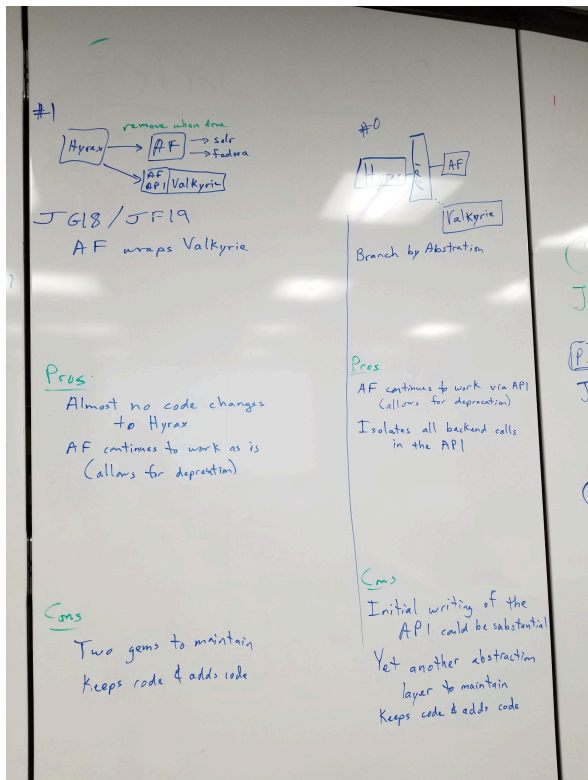 #1
remove when done
Hyrax
AF
solr
fedora
AF
API
Valkyrie
JG18 / JF19
AF wraps Valkyrie
Pros
Almost no code changes
to Hyrax
AF continues to work as is
(allows for depreciation)
Cons
Two gems to maintain
Keeps code & adds code
#0
AF
Valkyrie
Branch by Abstration
Pros
AF continues to work via API
(allows for deprecation)
Isolates all backend calls
in the API
Cons
Initial writing of the
API could be substantial
Yet another abstraction
layer to maintain
Keeps code & adds code